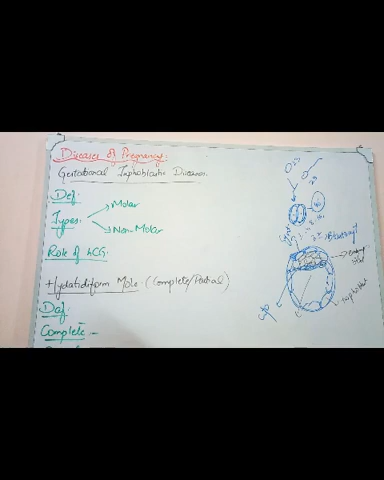 Diseases of Pregnancy:
Gestational Trophoblastic Diseases.
Def:
Types:
Molar
Non-Molar
Role of hCG:
Hydatidiform Mole (Complete/Partial)
Def:
Complete -
Blastocyst